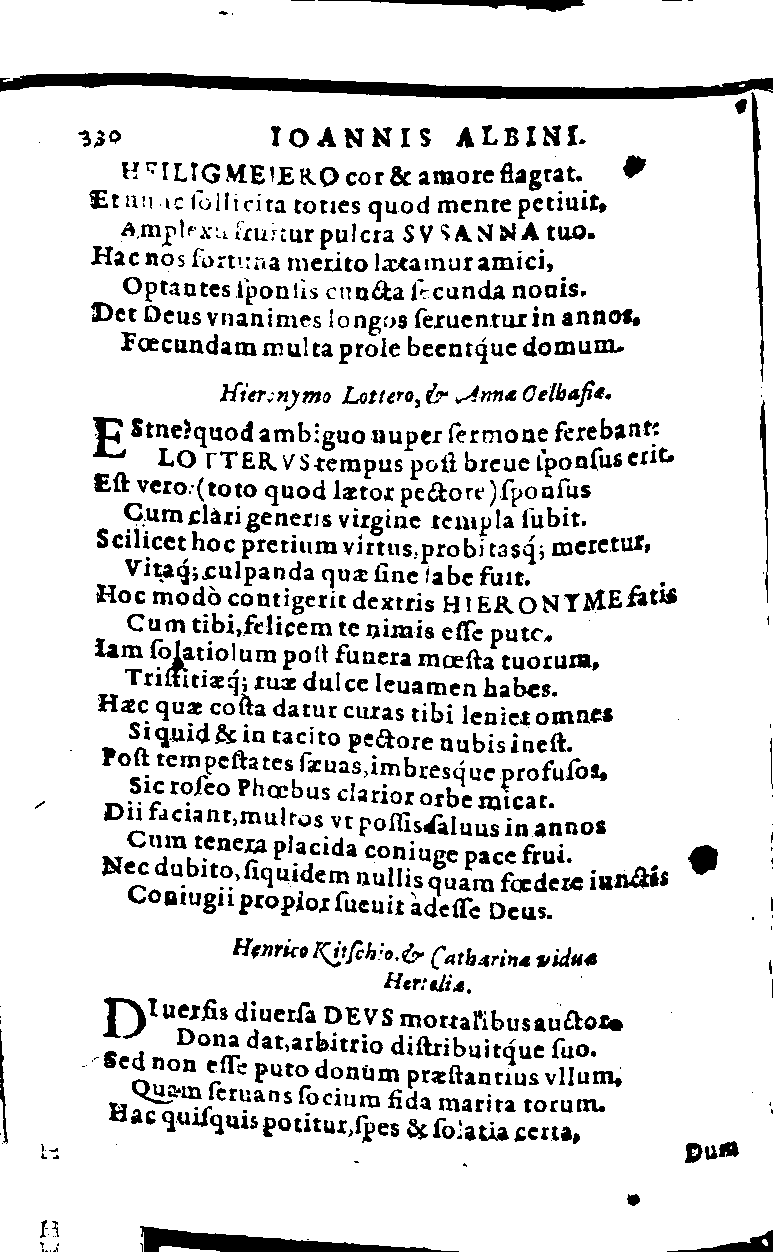 330 IOANNIS ALBINI.
HEILIGMEIERO cor & amore flagrat.
Et nunc ſollicita toties quod mente petiuit,
Amplexu fruitur pulcra SVSANNA tuo.
Hac nos fortuna merito lætamur amici,
Optantes ſponſis cuncta ſecunda nouis.
Det Deus vnanimes longos ſeruentur in annos,
Fœcundam multa prole beentq́ue domum.
Hieronymo Lottero, & Annæ Oelhafiæ.
EStne? quod ambiguo nuper ſermone ferebant:
LOTTERVS tempus poſt breue ſponſus erit.
Eſt vero: (toto quod lætor pectore) ſponſus
Cum clari generis virgine templa ſubit.
Scilicet hoc pretium virtus, probitasq́; meretur,
Vitaq́; culpanda quæ ſine labe fuit.
Hoc modò contigerit dextris HIERONYME fatis
Cum tibi, felicem te nimis eſſe puto.
Iam ſolatiolum poſt funera mœſta tuorum,
Triſtitiæq́; tuæ dulce leuamen habes.
Hæc quæ coſta datur curas tibi leniet omnes
Si quid & in tacito pectore nubis ineſt.
Poſt tempeſtates ſæuas, imbresq́ue profuſos,
Sic roſeo Phœbus clarior orbe micat.
Dii faciant, multos vt poſſis ſaluus in annos
Cum tenera placida coniuge pace frui.
Nec dubito, ſiquidem nullis quam fœdere iunctis
Coniugii propior ſueuit adeſſe Deus.
Henrico Kitſchio. & Catharinæ viduæ
Herteliæ.
DIuerſis diuerſa DEVS mortalibus auctor
Dona dat, arbitrio diſtribuitq́ue ſuo.
Sed non eſſe puto donum præſtantius vllum,
Quam ſeruans ſocium fida marita torum.
Hac quiſquis potitur, ſpes & ſolatia certa,
Dum